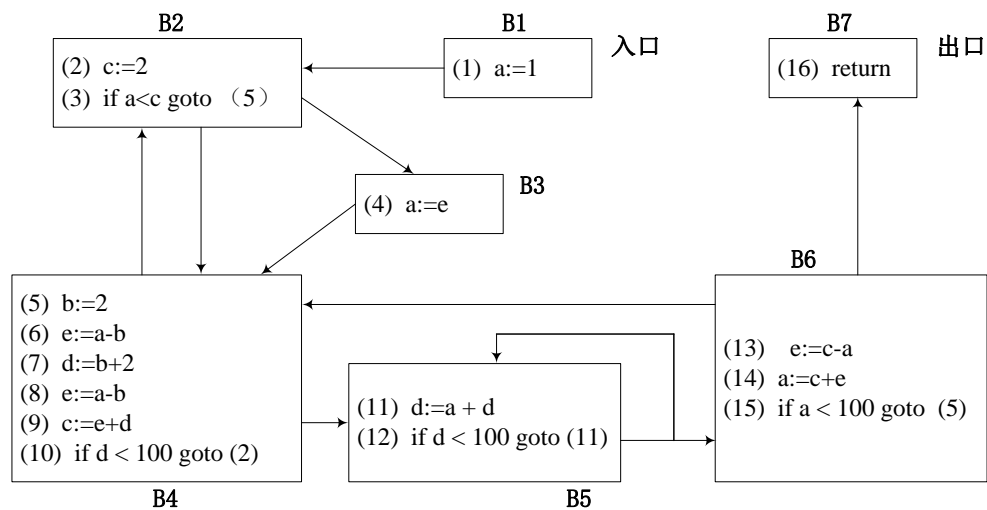 B2
(2) c:=2
(3) if a<c goto （5）
B1
入口
(1) a:=1
B7
出口
(16) return
B3
(4) a:=e
B4
(5) b:=2
(6) e:=a-b
(7) d:=b+2
(8) e:=a-b
(9) c:=e+d
(10) if d < 100 goto (2)
B5
(11) d:=a + d
(12) if d < 100 goto (11)
B6
(13) e:=c-a
(14) a:=c+e
(15) if a < 100 goto (5)